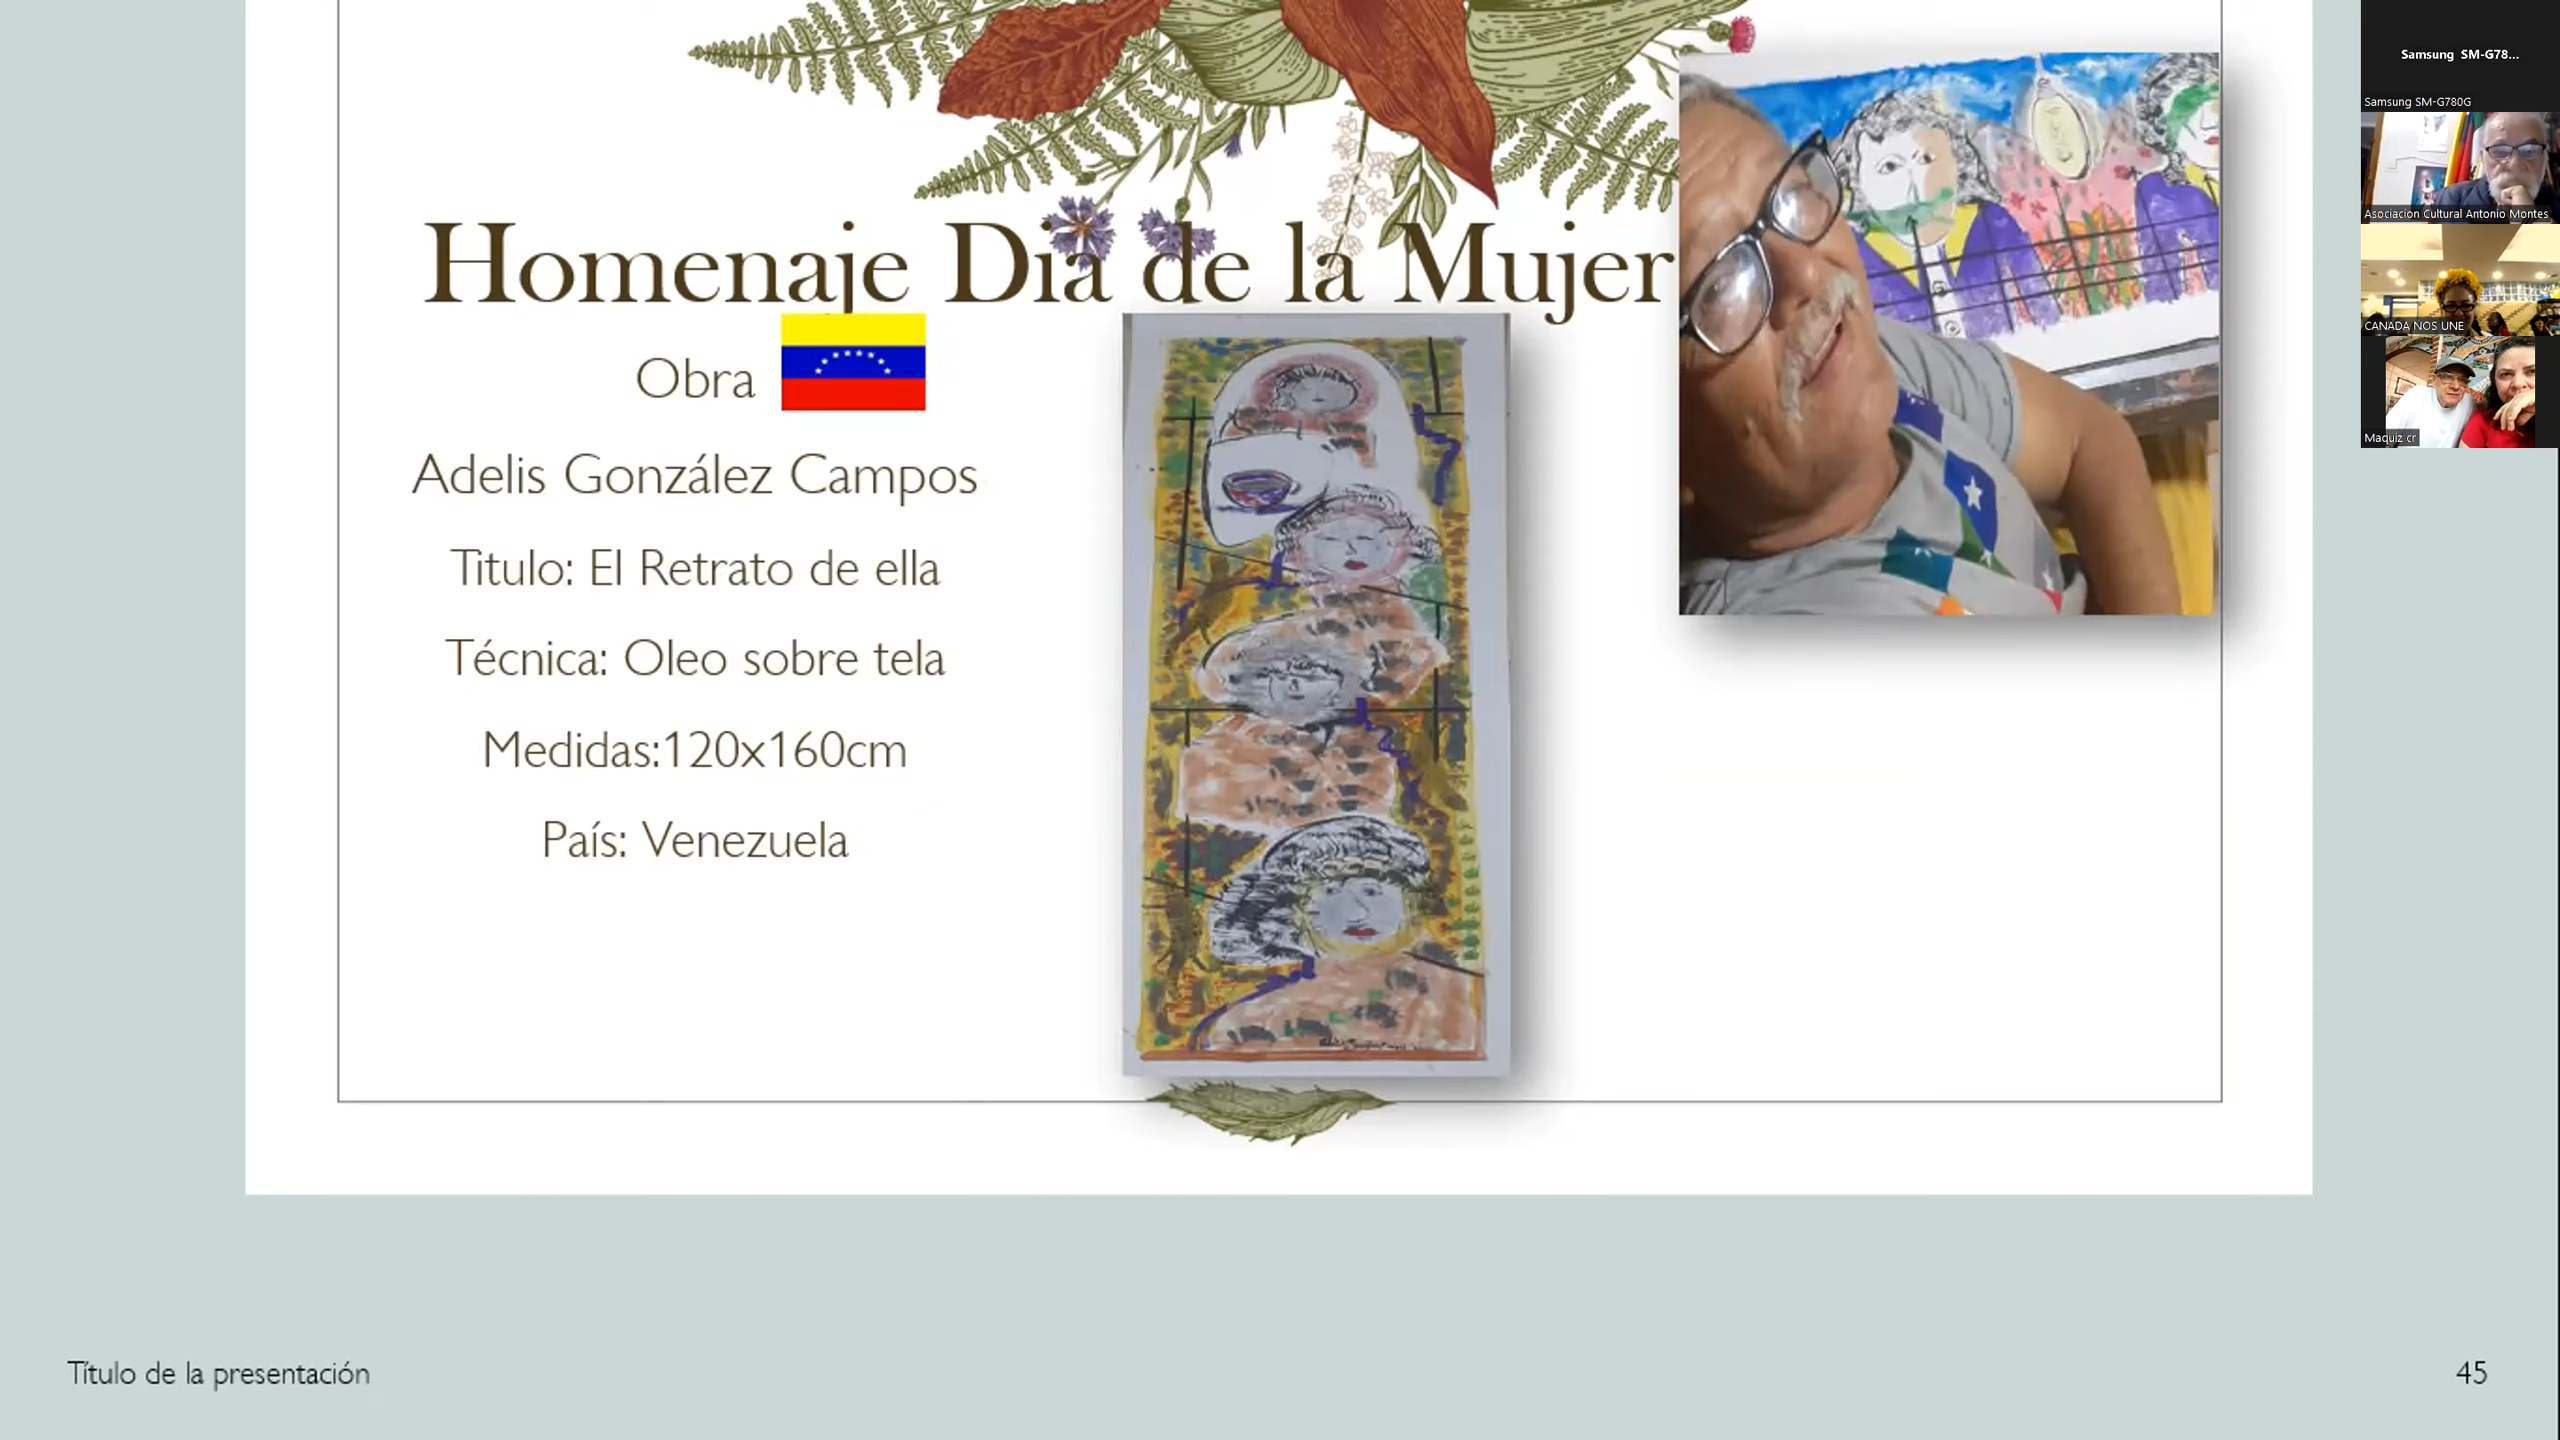 Homenaje Dia de la Mujer
Obra
Adelis González Campos
Titulo: El Retrato de ella
Técnica: Oleo sobre tela
Medidas:120x160cm
País: Venezuela
Título de la presentación
45
Samsung SM-G78...
Samsung SM-G780G
Asociacion Cultural Antonio Montes
CANADA NOS UNE
Maquiz cr